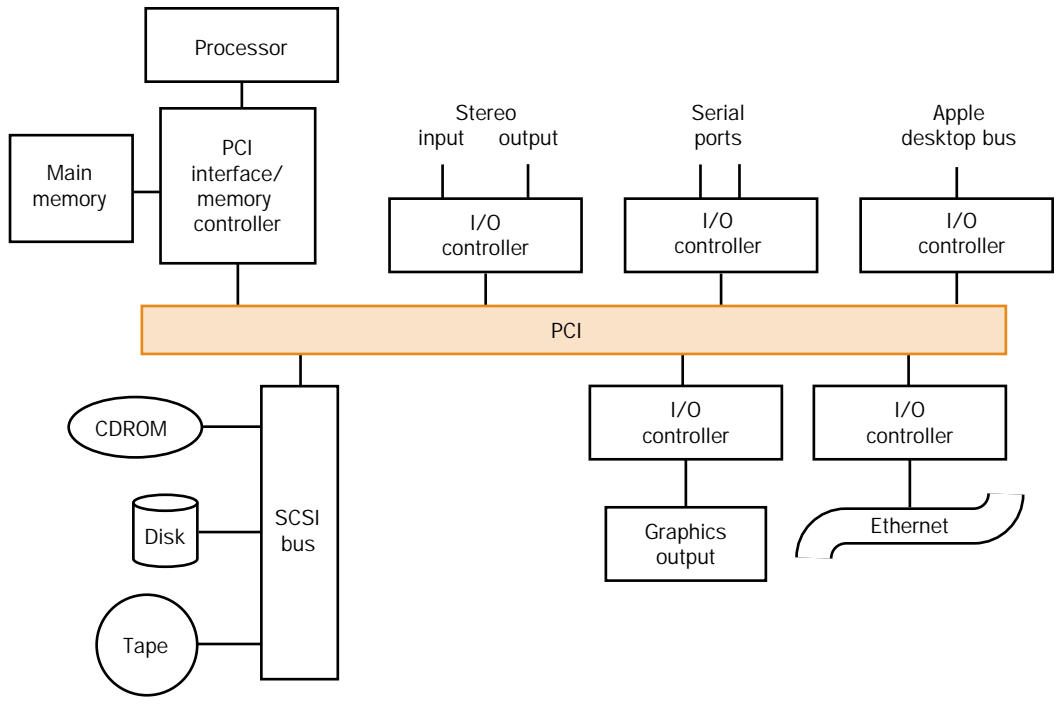 Processor
PCI
interface/
memory
controller
Main
memory
Stereo
input output
I/O
controller
Serial
ports
I/O
controller
Apple
desktop bus
I/O
controller
PCI
SCSI
bus
CDROM
Disk
Tape
I/O
controller
Graphics
output
I/O
controller
Ethernet